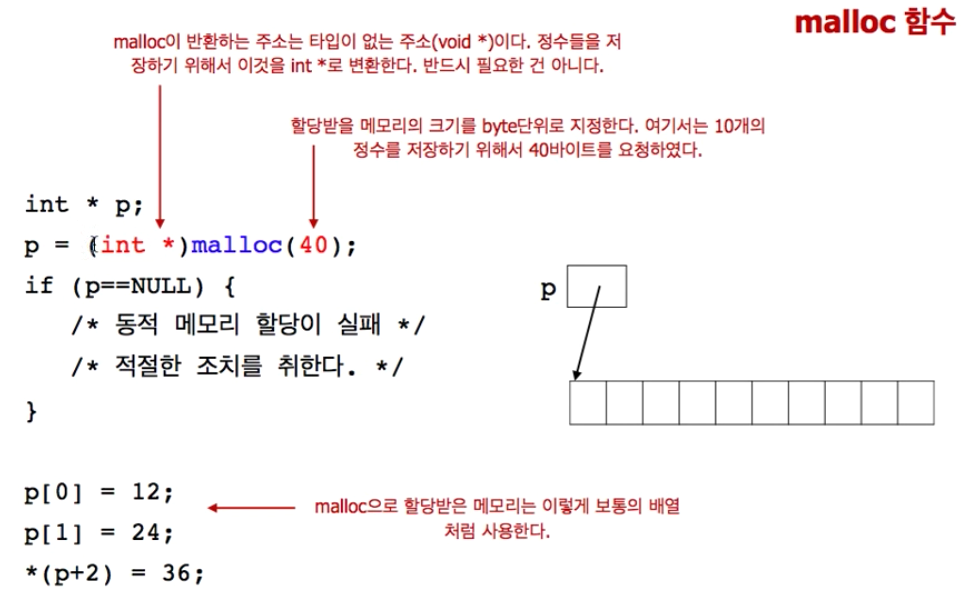 malloc 함수
malloc이 반환하는 주소는 타입이 없는 주소(void *)이다. 정수들을 저
장하기 위해서 이것을 int *로 변환한다. 반드시 필요한 건 아니다.
할당받을 메모리의 크기를 byte단위로 지정한다. 여기서는 10개의
정수를 저장하기 위해서 40바이트를 요청하였다.
int * p;
p = (int *)malloc(40);
if (p==NULL) {
/* 동적 메모리 할당이 실패 */
/* 적절한 조치를 취한다. */
}
p
p[0] = 12;
p[1] = 24;
*(p+2) = 36;
malloc으로 할당받은 메모리는 이렇게 보통의 배열
처럼 사용한다.